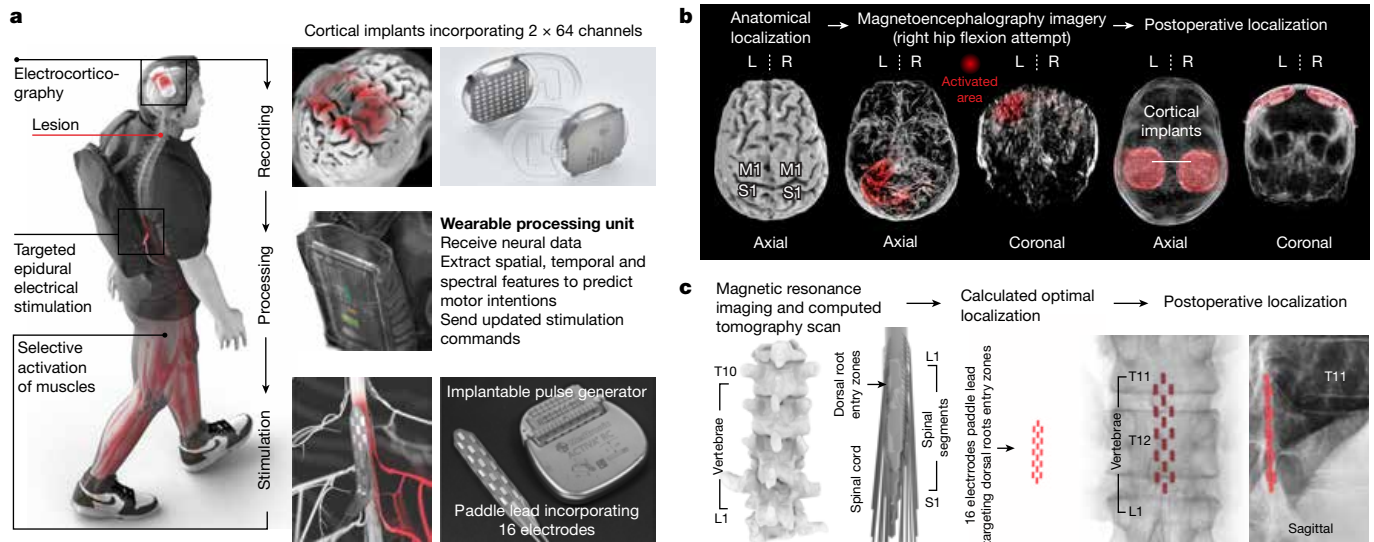 a
Cortical implants incorporating 2 × 64 channels
Electrocortico-
graphy
Lesion
Recording
Targeted
epidural
electrical
stimulation
Processing
Wearable processing unit
Receive neural data
Extract spatial, temporal and
spectral features to predict
motor intentions
Send updated stimulation
commands
Selective
activation
of muscles
Stimulation
Implantable pulse generator
Paddle lead incorporating
16 electrodes
b
Anatomical
localization
Magnetoencephalography imagery
(right hip flexion attempt)
Postoperative localization
L R
L R
Activated
area
L R
L R
L R
M1 M1
S1 S1
Cortical
implants
Axial
Axial
Coronal
Axial
Coronal
c
Magnetic resonance
imaging and computed
tomography scan
Calculated optimal
localization
Postoperative localization
T10
Vertebrae
L1
Dorsal root
entry zones
Spinal cord
L1
Spinal
segments
S1
16 electrrodes paddle lead
targeting dorsal roots entry zones
T11
Vertebrae
T12
L1
T11
Sagittal